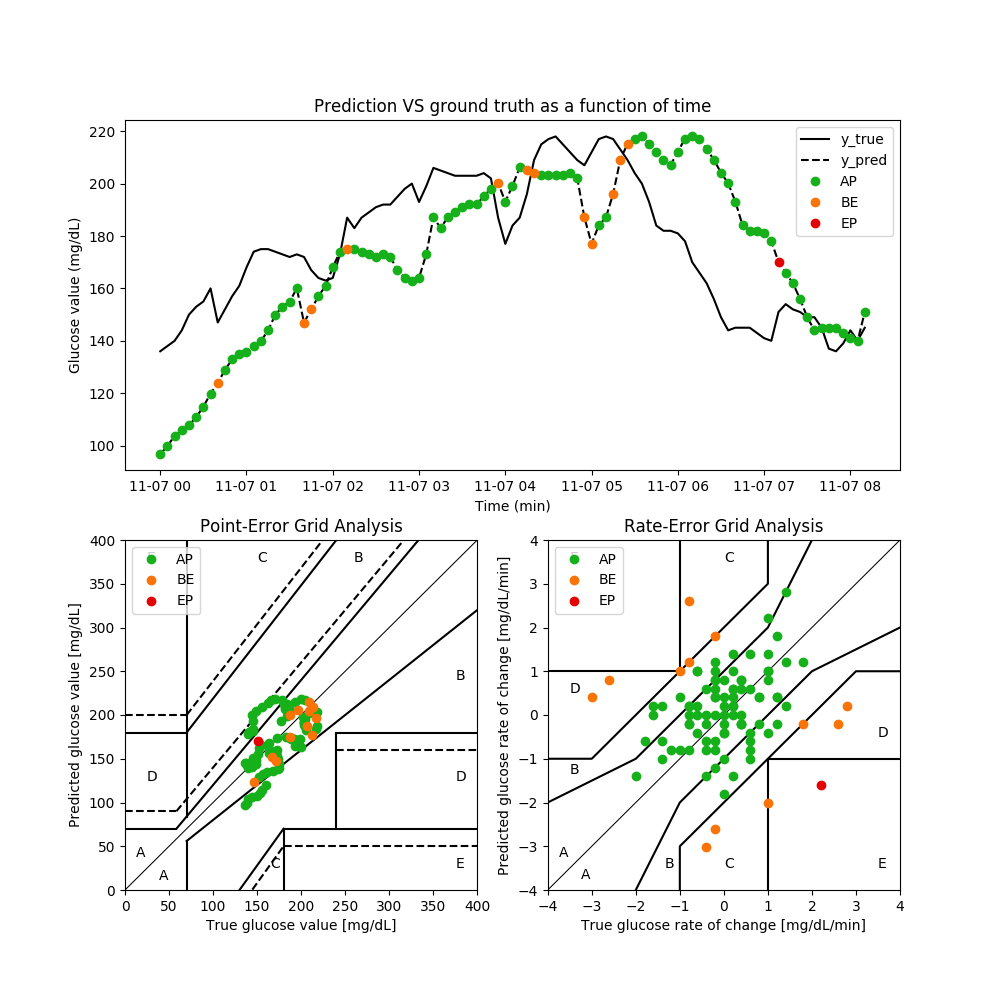 Prediction VS ground truth as a function of time
Glucose value (mg/dL)
220
200
180
160
140
120
100
y_true
y_pred
AP
BE
EP
11-07 00 11-07 01 11-07 02 11-07 03 11-07 04 11-07 05 11-07 06 11-07 07 11-07 08
Time (min)
Point-Error Grid Analysis
Predicted glucose value [mg/dL]
400
350
300
250
200
150
100
50
0
AP
BE
EP
C
B
B
D
D
A
A
C
E
0 50 100 150 200 250 300 350 400
True glucose value [mg/dL]
Rate-Error Grid Analysis
Predicted glucose rate of change [mg/dL/min]
4
3
2
1
0
−1
−2
−3
−4
AP
BE
EP
C
D
D
B
A
A
B
C
E
−4 −3 −2 −1 0 1 2 3 4
True glucose rate of change [mg/dL/min]